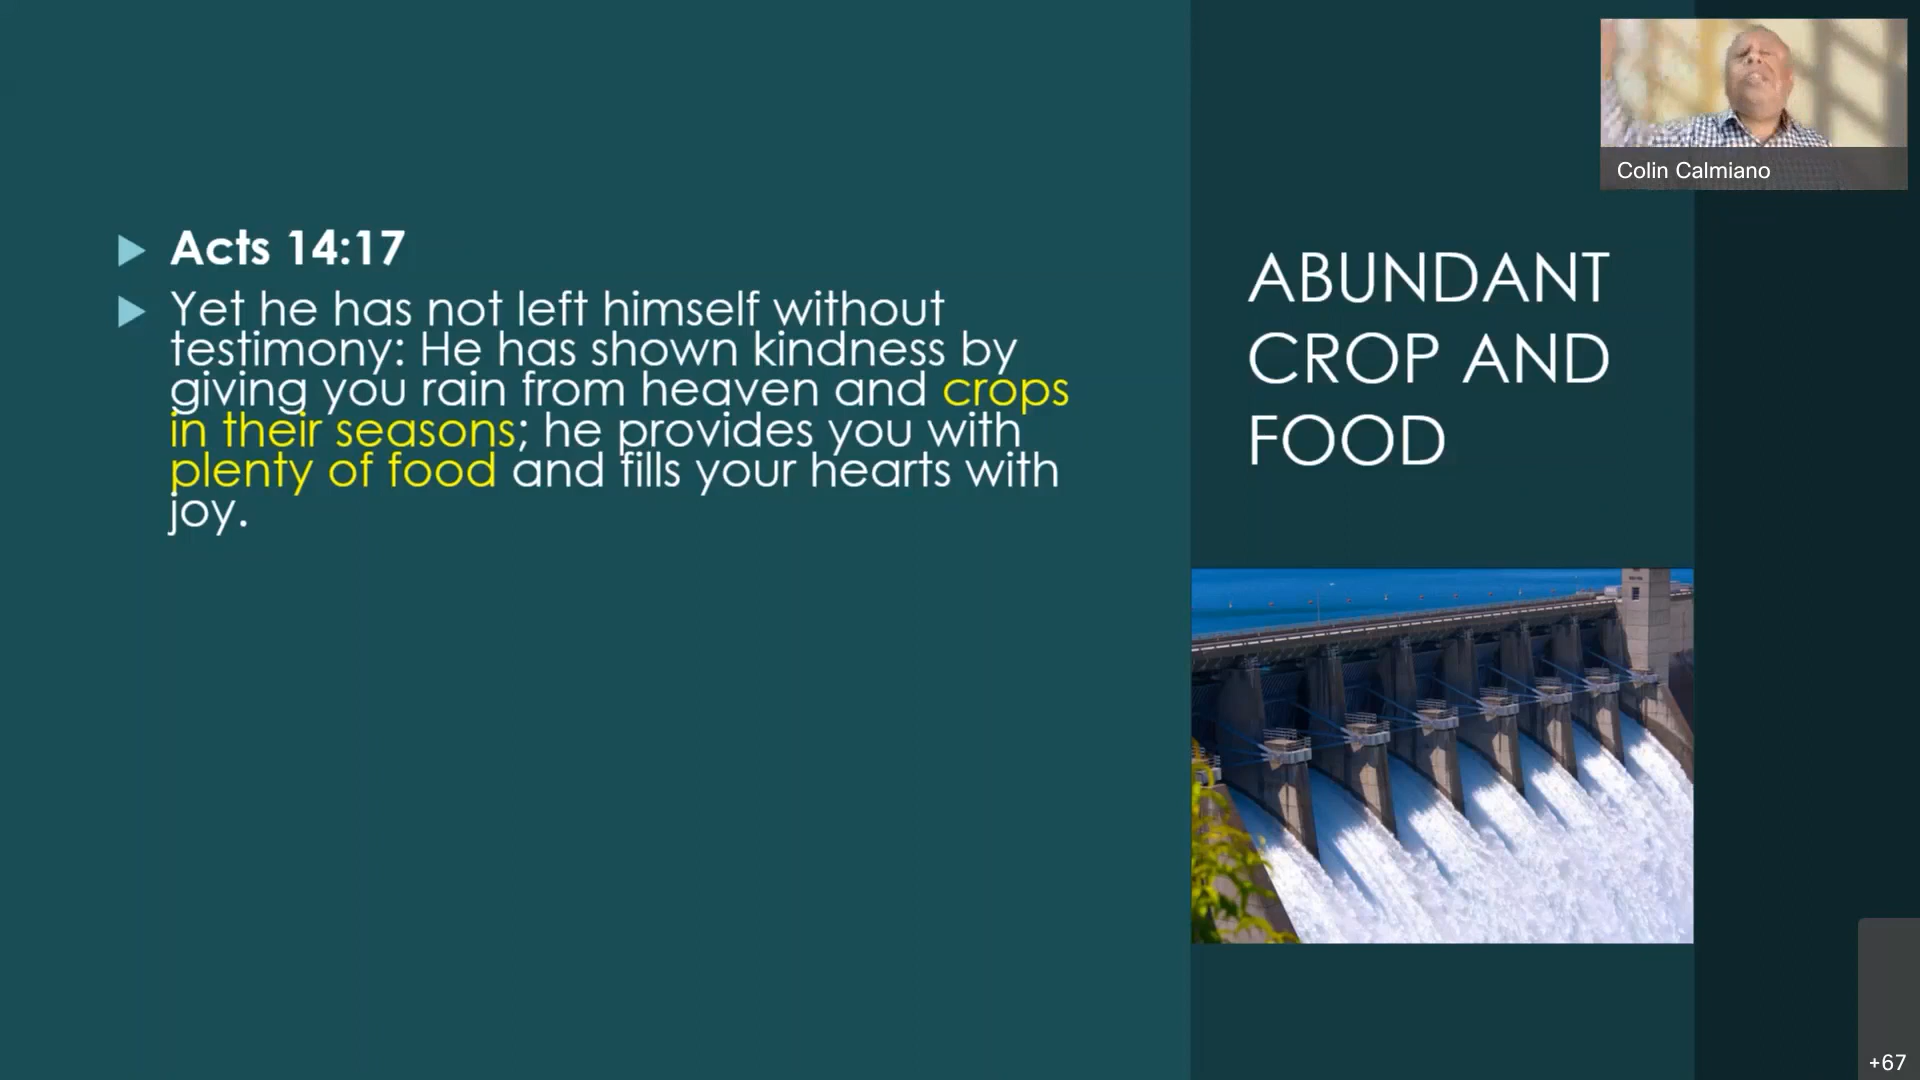 Acts 14:17
Yet he has not left himself without
testimony: He has shown kindness by
giving you rain from heaven and crops
in their seasons; he provides you with
plenty of food and fills your hearts with
joy.
ABUNDANT
CROP AND
FOOD
Colin Calmiano
+67